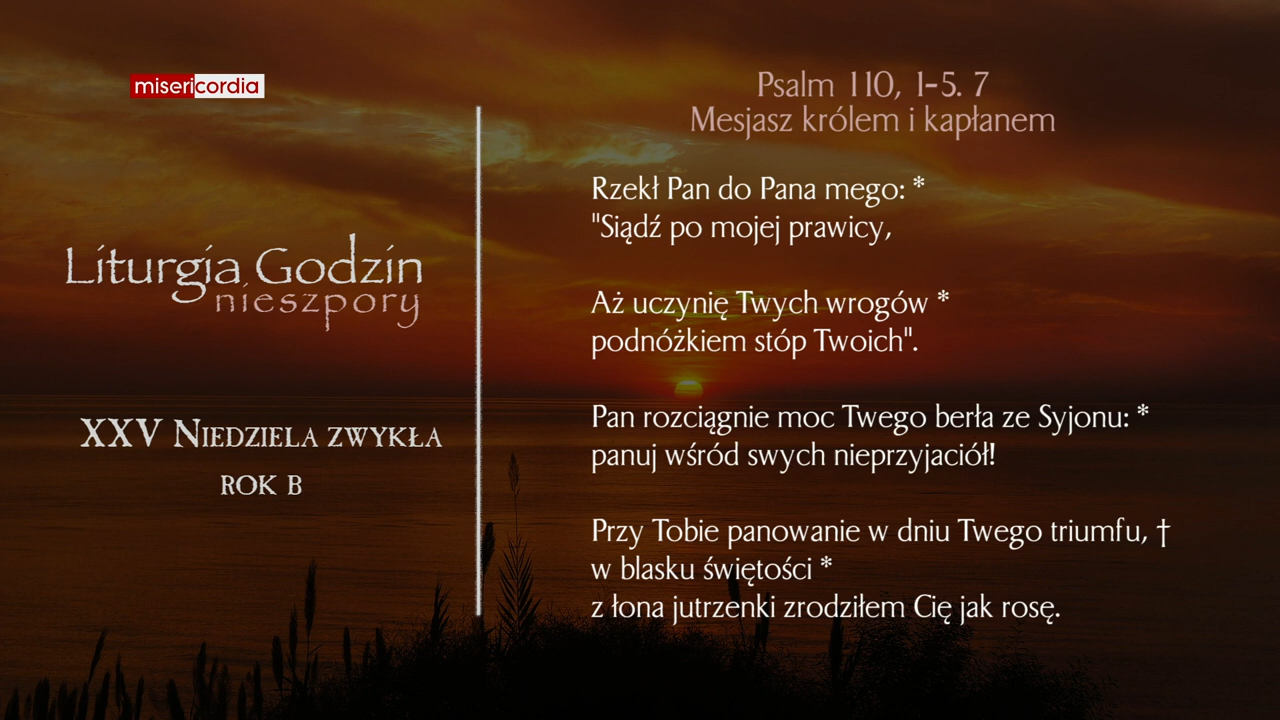 misericordia
Liturgia Godzin
nieszpory
XXV Niedziela zwykła
rok B
Psalm 110, 1-5. 7
Mesjasz królem i kapłanem
Rzekł Pan do Pana mego: *
"Siądź po mojej prawicy,
Aż uczynię Twych wrogów *
podnóżkiem stóp Twoich".
Pan rozciągnie moc Twego berła ze Syjonu: *
panuj wśród swych nieprzyjaciół!
Przy Tobie panowanie w dniu Twego triumfu, †
w blasku świętości *
z łona jutrzenki zrodziłem Cię jak rosę.